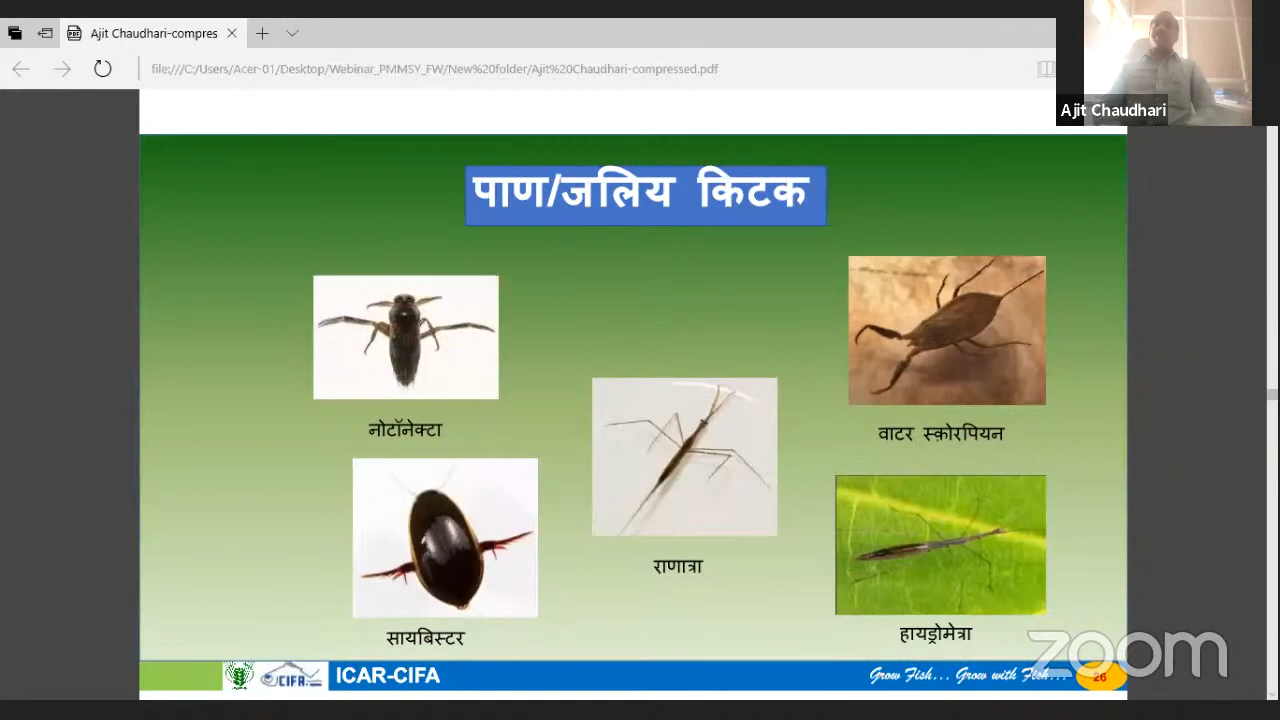 Ajit Chaudhari-compres
file:///C:/Users/Acer-01/Desktop/Webinar_PMMSY_FW/New%20folder/Ajit%20Chaudhari-compressed.pdf
Ajit Chaudhari
पाण/जलिय किटक
नोटॉनेक्टा
वाटर स्क़ोरपियन
राणात्रा
सायबिस्टर
हायड्रोमेत्रा
zoom
CIFA
ICAR-CIFA
Grow Fish... Grow with Fish...
26